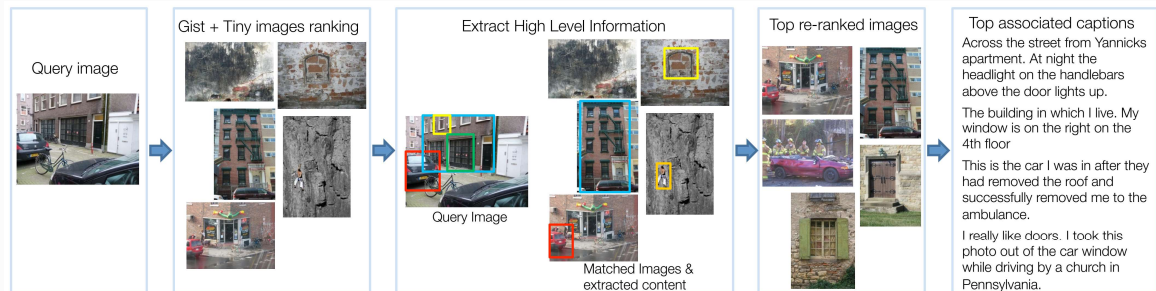 Query image
Gist + Tiny images ranking
Extract High Level Information
Query Image
Matched Images &
extracted content
Top re-ranked images
Top associated captions
Across the street from Yannicks
apartment. At night the
headlight on the handlebars
above the door lights up.
The building in which I live. My
window is on the right on the
4th floor
This is the car I was in after they
had removed the roof and
successfully removed me to the
ambulance.
I really like doors. I took this
photo out of the car window
while driving by a church in
Pennsylvania.